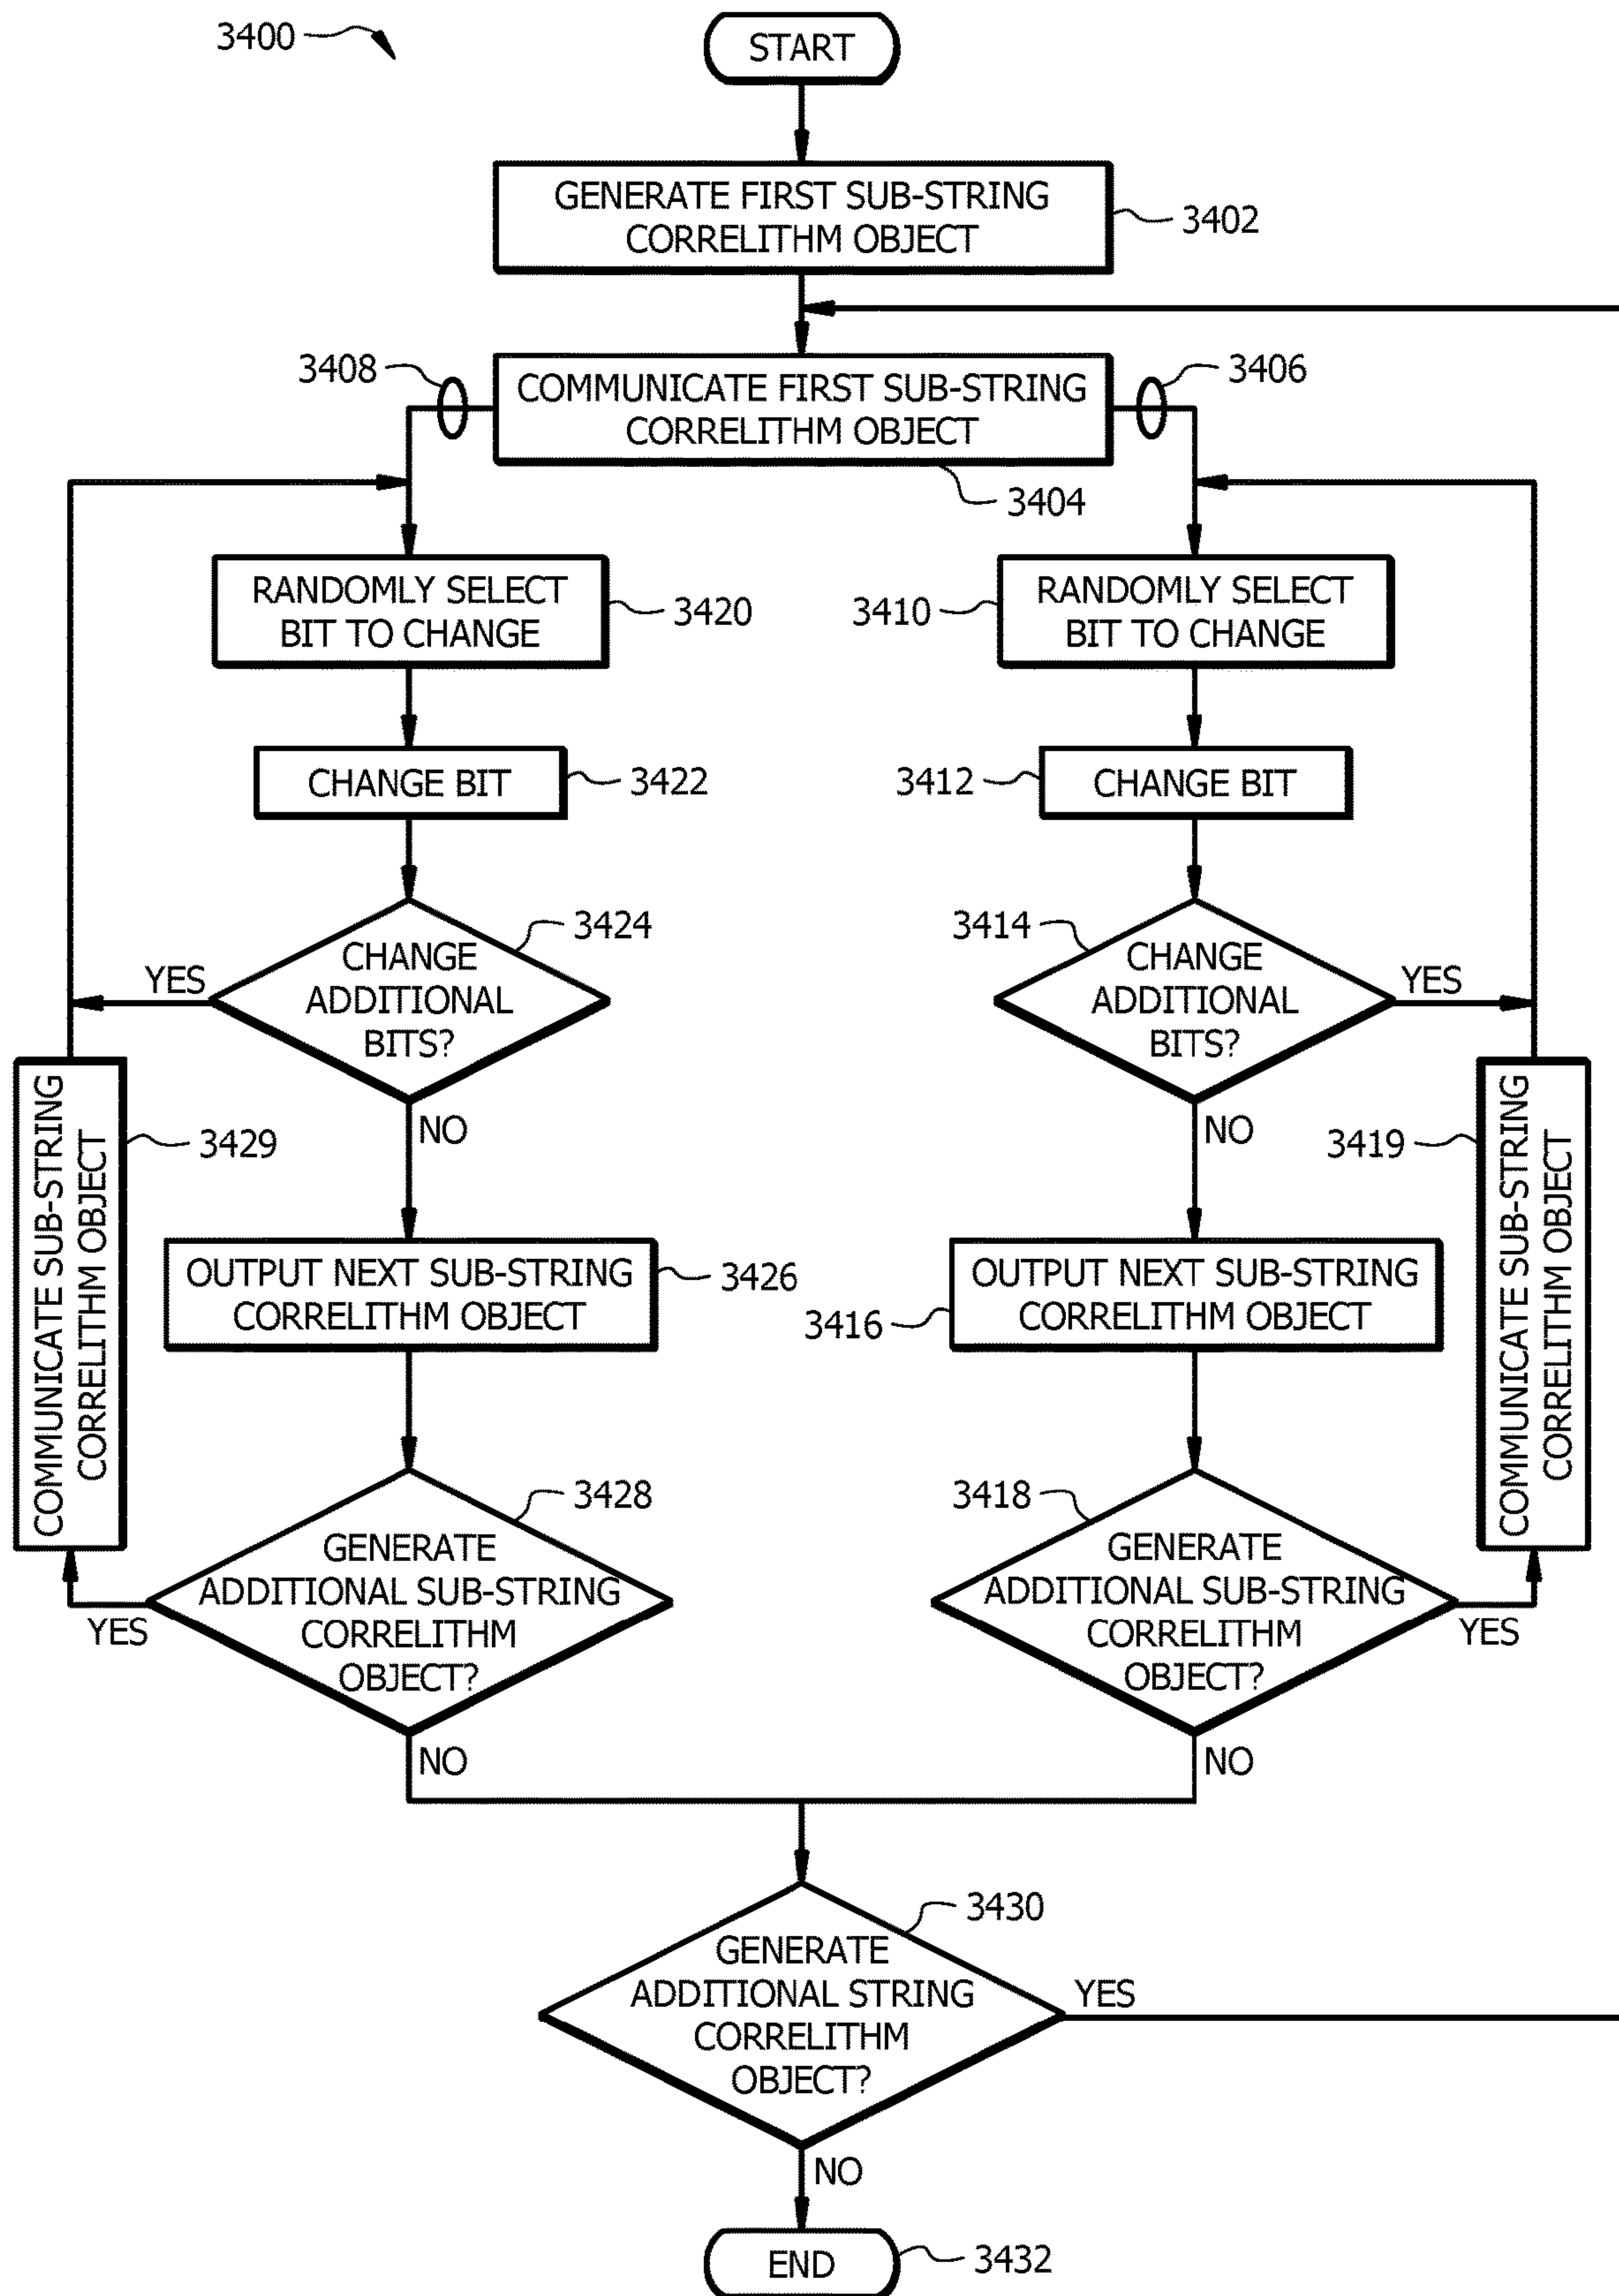 3400
START
GENERATE FIRST SUB-STRING
CORRELITHM OBJECT
3402
3408
COMMUNICATE FIRST SUB-STRING
CORRELITHM OBJECT
3406
3404
RANDOMLY SELECT
BIT TO CHANGE
3420
3410
RANDOMLY SELECT
BIT TO CHANGE
CHANGE BIT
3422
3412
CHANGE BIT
3424
CHANGE
ADDITIONAL
BITS?
YES
NO
3414
CHANGE
ADDITIONAL
BITS?
YES
NO
COMMUNICATE SUB-STRING
CORRELITHM OBJECT
3429
3419
COMMUNICATE SUB-STRING
CORRELITHM OBJECT
OUTPUT NEXT SUB-STRING
CORRELITHM OBJECT
3426
3416
OUTPUT NEXT SUB-STRING
CORRELITHM OBJECT
3428
GENERATE
ADDITIONAL SUB-STRING
CORRELITHM
OBJECT?
YES
NO
3418
GENERATE
ADDITIONAL SUB-STRING
CORRELITHM
OBJECT?
YES
NO
3430
GENERATE
ADDITIONAL STRING
CORRELITHM
OBJECT?
YES
NO
END
3432